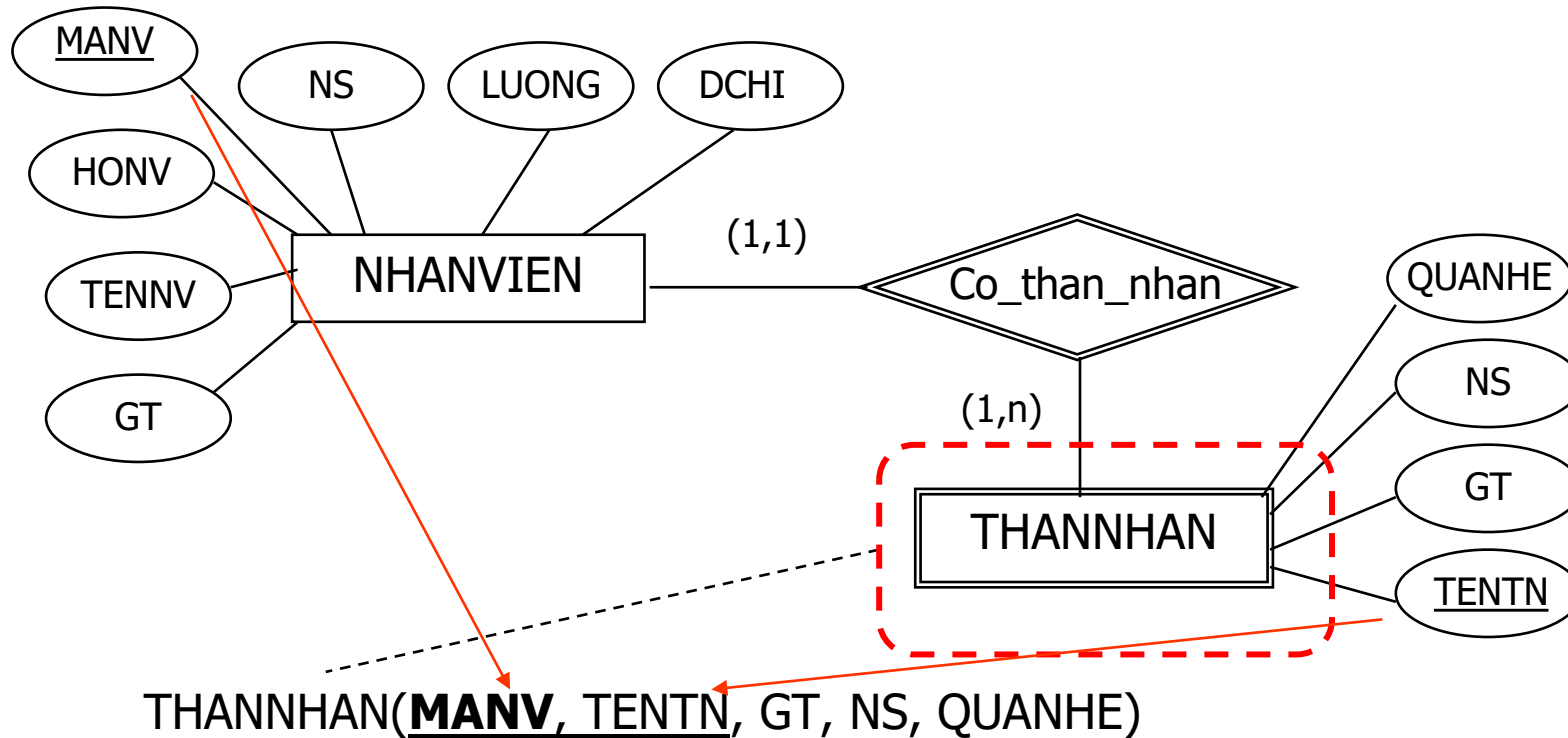 MANV
NS
LUONG
DCHI
HONV
TENNV
GT
NHANVIEN
(1,1)
Co_than_nhan
(1,n)
QUANHE
NS
GT
TENTN
THANNHAN
THANNHAN(MANV, TENTN, GT, NS, QUANHE)